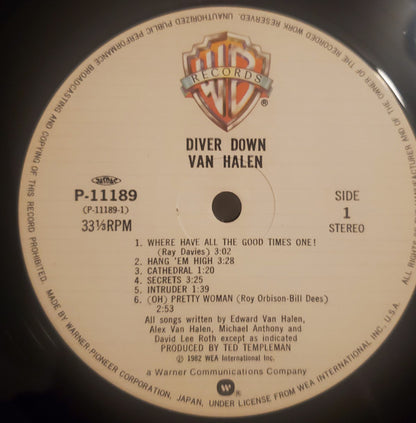 UNAUTHORIZED PUBLIC PERFORMANCE BROADCASTING AND COPYING OF THIS RECORD PROHIBITED.
OF THE OWNER OF THE RECORDED WORK RESERVED.
WB
RECORDS
®
DIVER DOWN
VAN HALEN
P-11189
(P-11189-1)
33⅓RPM
SIDE
1
STEREO
1. WHERE HAVE ALL THE GOOD TIMES ONE!
(Ray Davies) 3:02
2. HANG 'EM HIGH 3:28
3. CATHEDRAL 1:20
4. SECRETS 3:25
5. INTRUDER 1:39
6. (OH) PRETTY WOMAN (Roy Orbison-Bill Dees)
2:53
All songs written by Edward Van Halen,
Alex Van Halen, Michael Anthony and
David Lee Roth except as indicated
PRODUCED BY TED TEMPLEMAN
℗ 1982 WEA International Inc.
a Warner Communications Company
W ®
MADE BY WARNER-PIONEER CORPORATION, JAPAN, UNDER LICENSE FROM WEA INTERNATIONAL INC. U.S.A.